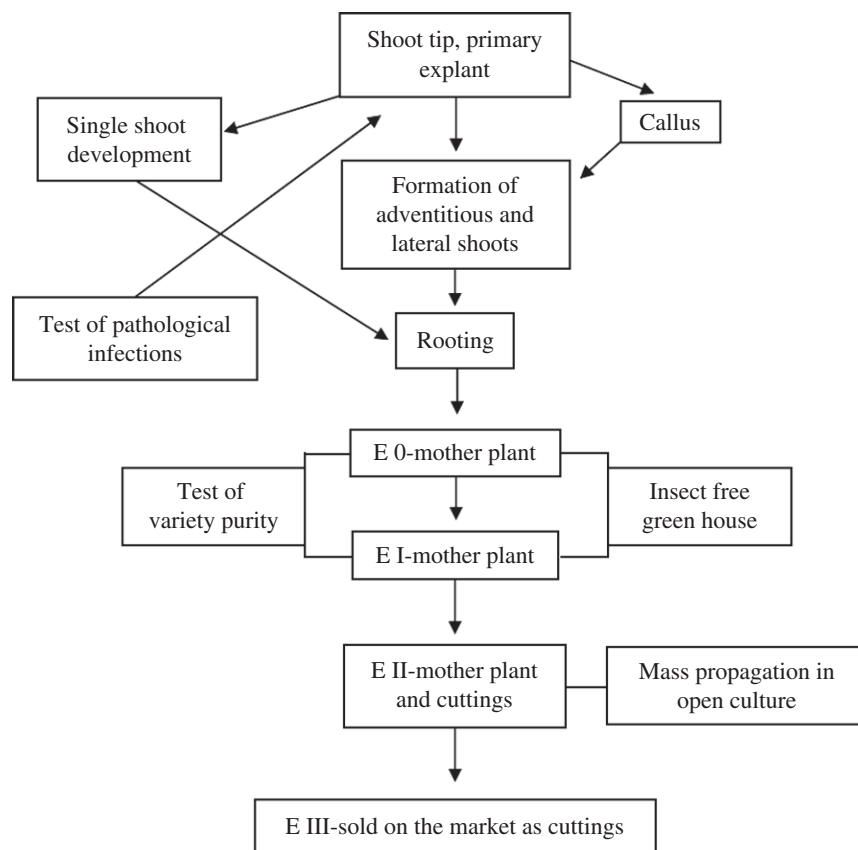 Shoot tip, primary
explant
Single shoot
development
Callus
Formation of
adventitious and
lateral shoots
Test of pathological
infections
Rooting
E 0-mother plant
Test of
variety purity
Insect free
green house
E I-mother plant
E II-mother plant
and cuttings
Mass propagation in
open culture
E III-sold on the market as cuttings